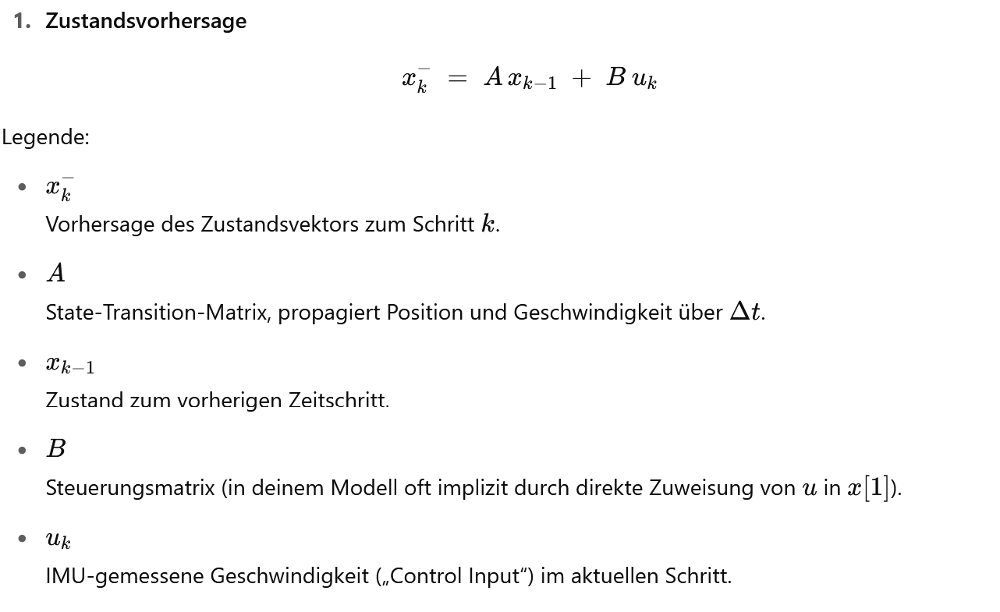 1. Zustandsvorhersage
x_k^− = A x_{k−1} + B u_k
Legende:
• x_k^−
Vorhersage des Zustandsvektors zum Schritt k.
• A
State-Transition-Matrix, propagiert Position und Geschwindigkeit über Δt.
• x_{k−1}
Zustand zum vorherigen Zeitschritt.
• B
Steuerungsmatrix (in deinem Modell oft implizit durch direkte Zuweisung von u in x[1]).
• u_k
IMU-gemessene Geschwindigkeit („Control Input“) im aktuellen Schritt.